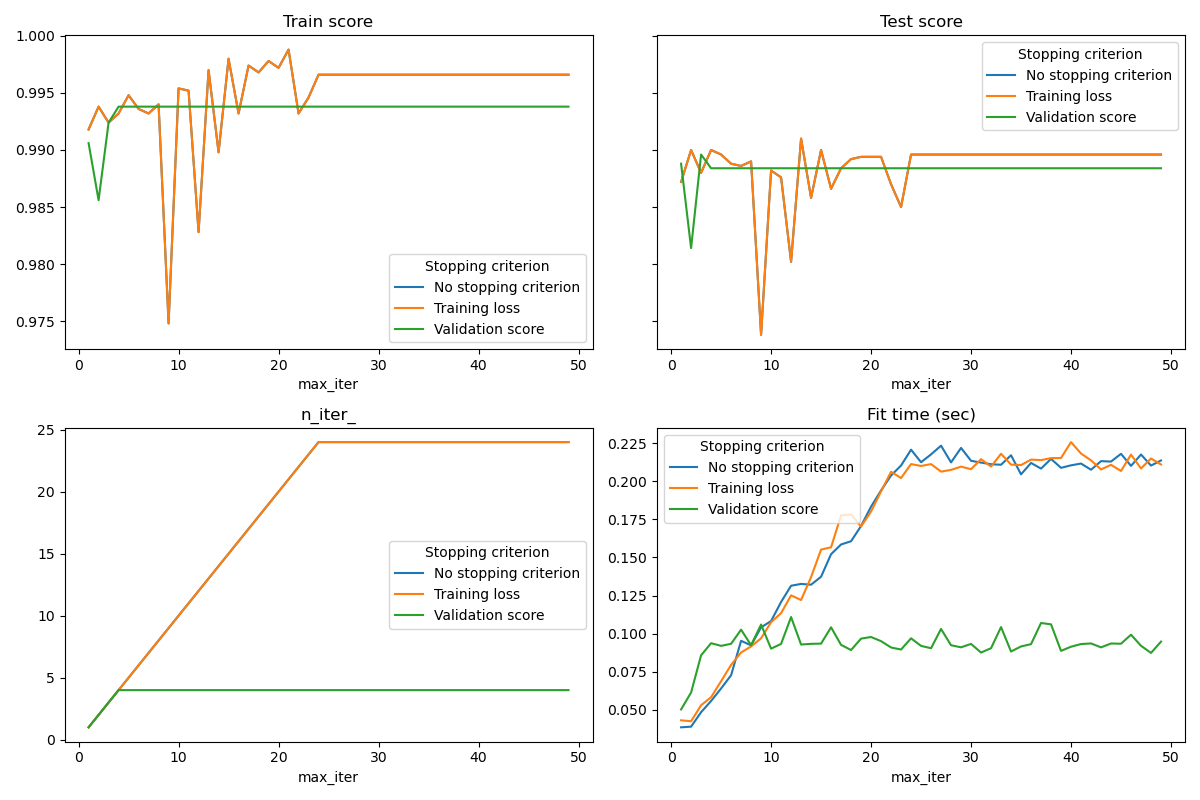 Train score
1.000
0.995
0.990
0.985
0.980
0.975
Stopping criterion
No stopping criterion
Training loss
Validation score
0 10 20 30 40 50
max_iter
Test score
Stopping criterion
No stopping criterion
Training loss
Validation score
0 10 20 30 40 50
max_iter
n_iter_
25
20
15
10
5
0
Stopping criterion
No stopping criterion
Training loss
Validation score
0 10 20 30 40 50
max_iter
Fit time (sec)
0.225
0.200
0.175
0.150
0.125
0.100
0.075
0.050
Stopping criterion
No stopping criterion
Training loss
Validation score
0 10 20 30 40 50
max_iter